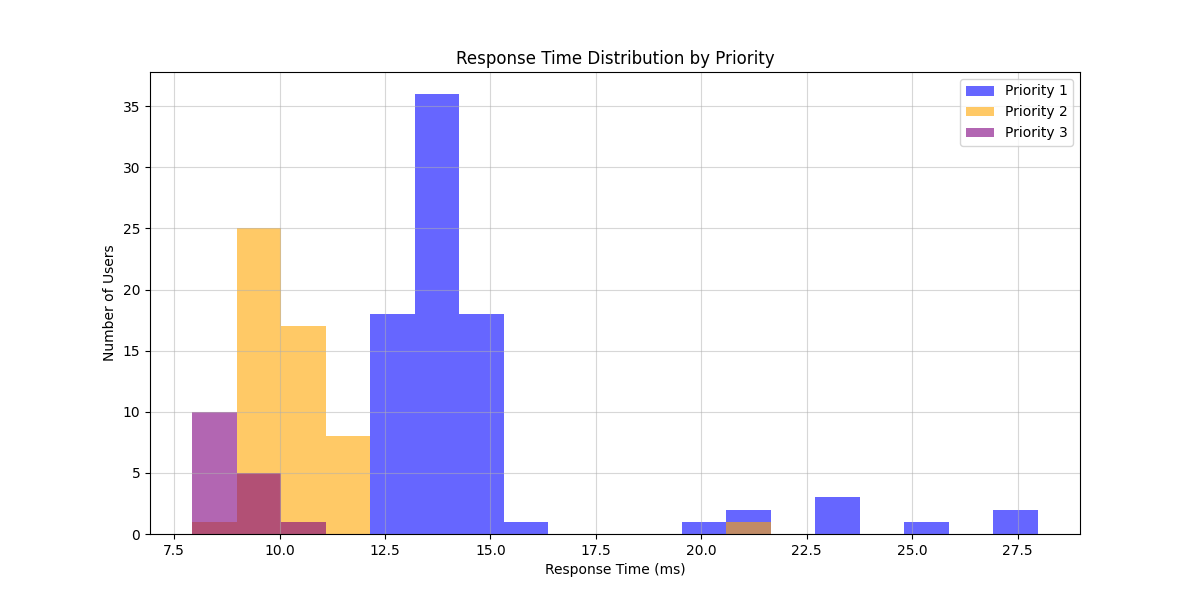 Response Time Distribution by Priority
Priority 1
Priority 2
Priority 3
35
30
25
20
15
10
5
0
Number of Users
7.5 10.0 12.5 15.0 17.5 20.0 22.5 25.0 27.5
Response Time (ms)